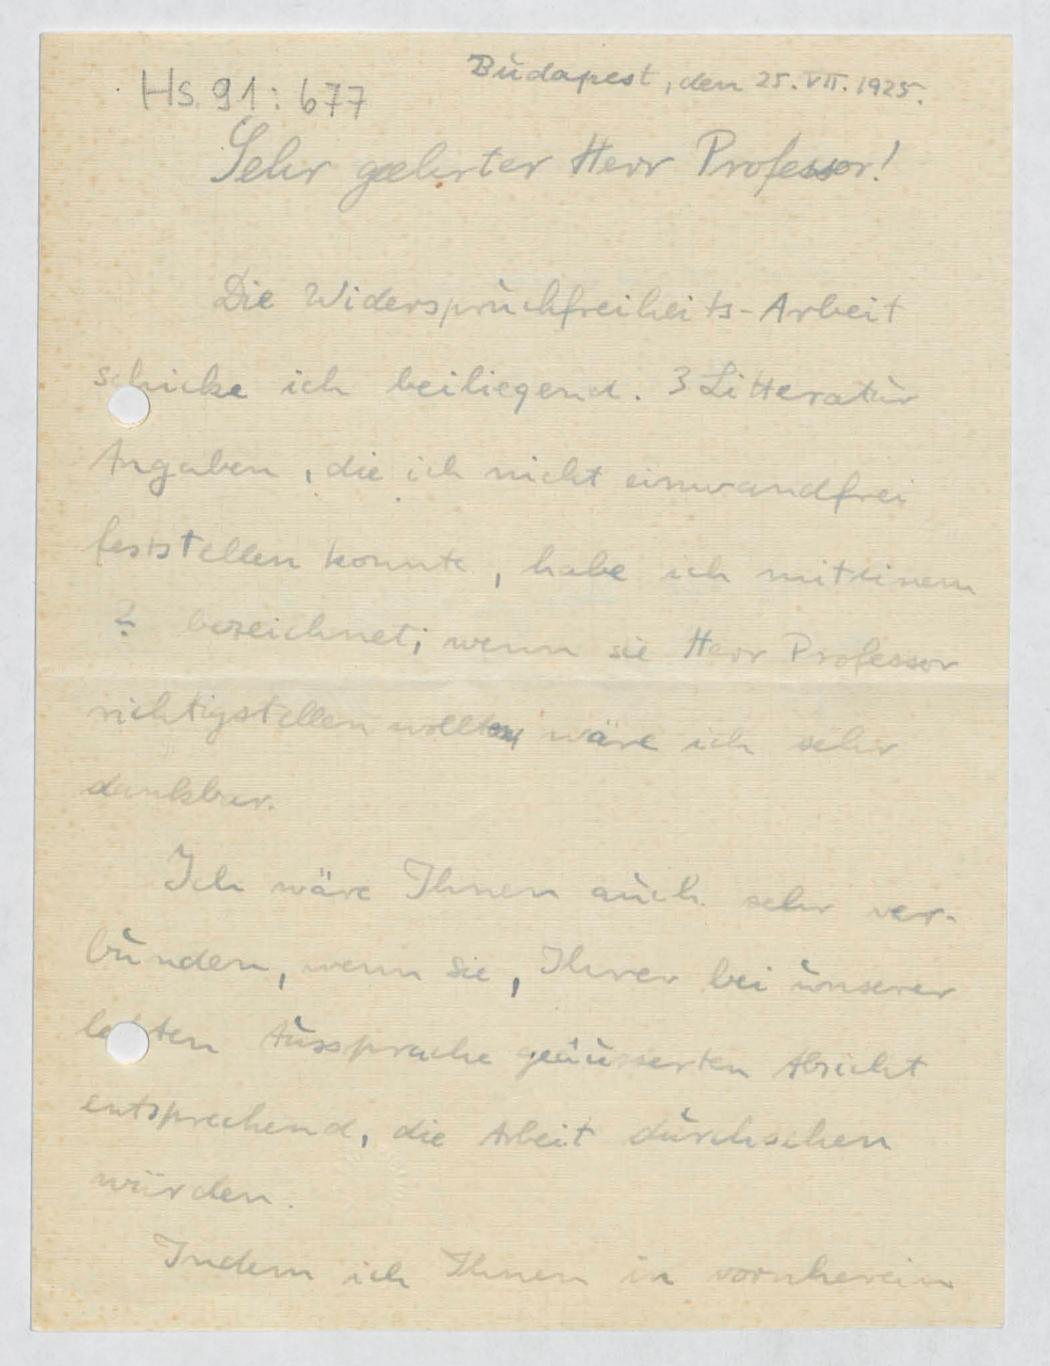 Hs 91: 677
Budapest, den 25. VII. 1925.
Sehr geehrter Herr Professor!
Die Widerspruchfreiheits-Arbeit
schicke ich beiliegend. 3 Litteratur
Angaben, die ich nicht einwandfrei
feststellen konnte, habe ich mit einem
? bezeichnet; wenn sie Herr Professor
richtigstellen wollten wäre ich sehr
dankbar.
Ich wäre Ihnen auch sehr ver-
bunden, wenn Sie, Ihrer bei unserer
letzten Aussprache geäusserten Absicht
entsprechend, die Arbeit durchsehen
würden.
Indem ich Ihnen in vornherein